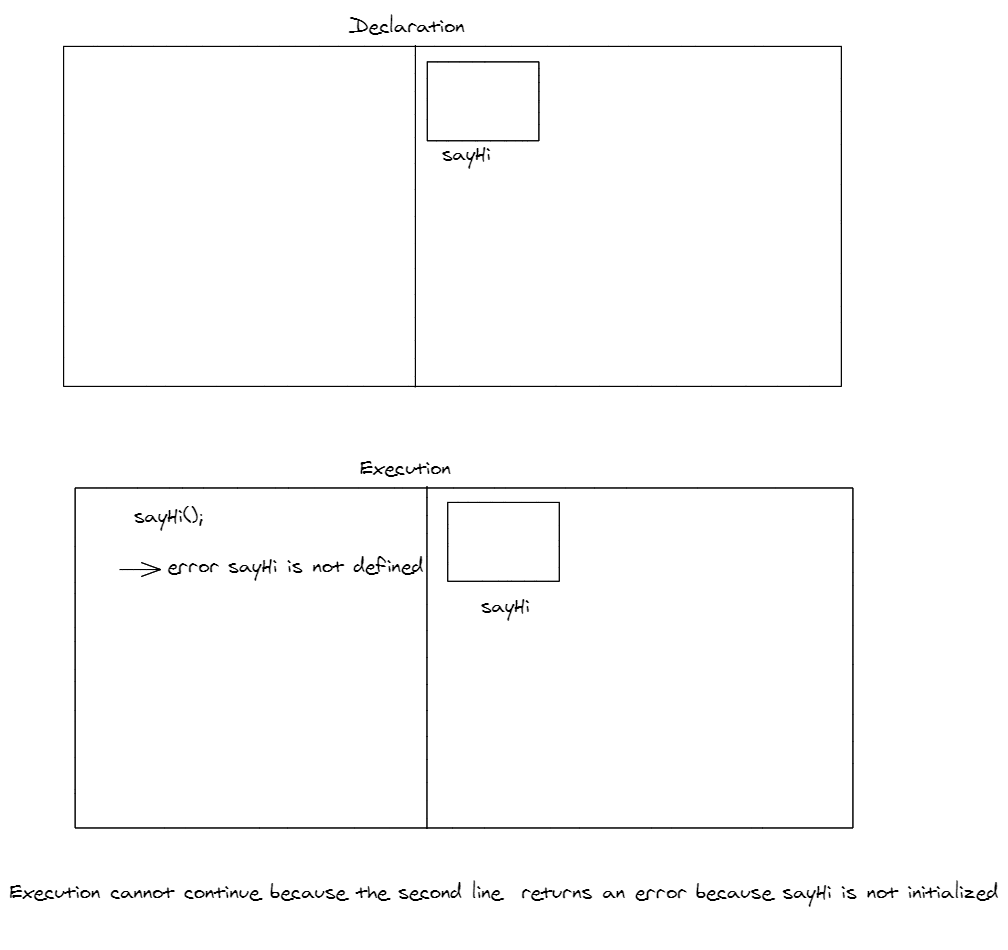 Declaration
sayHi
Execution
sayHi();
error sayHi is not defined
sayHi
Execution cannot continue because the second line returns an error because sayHi is not initialized